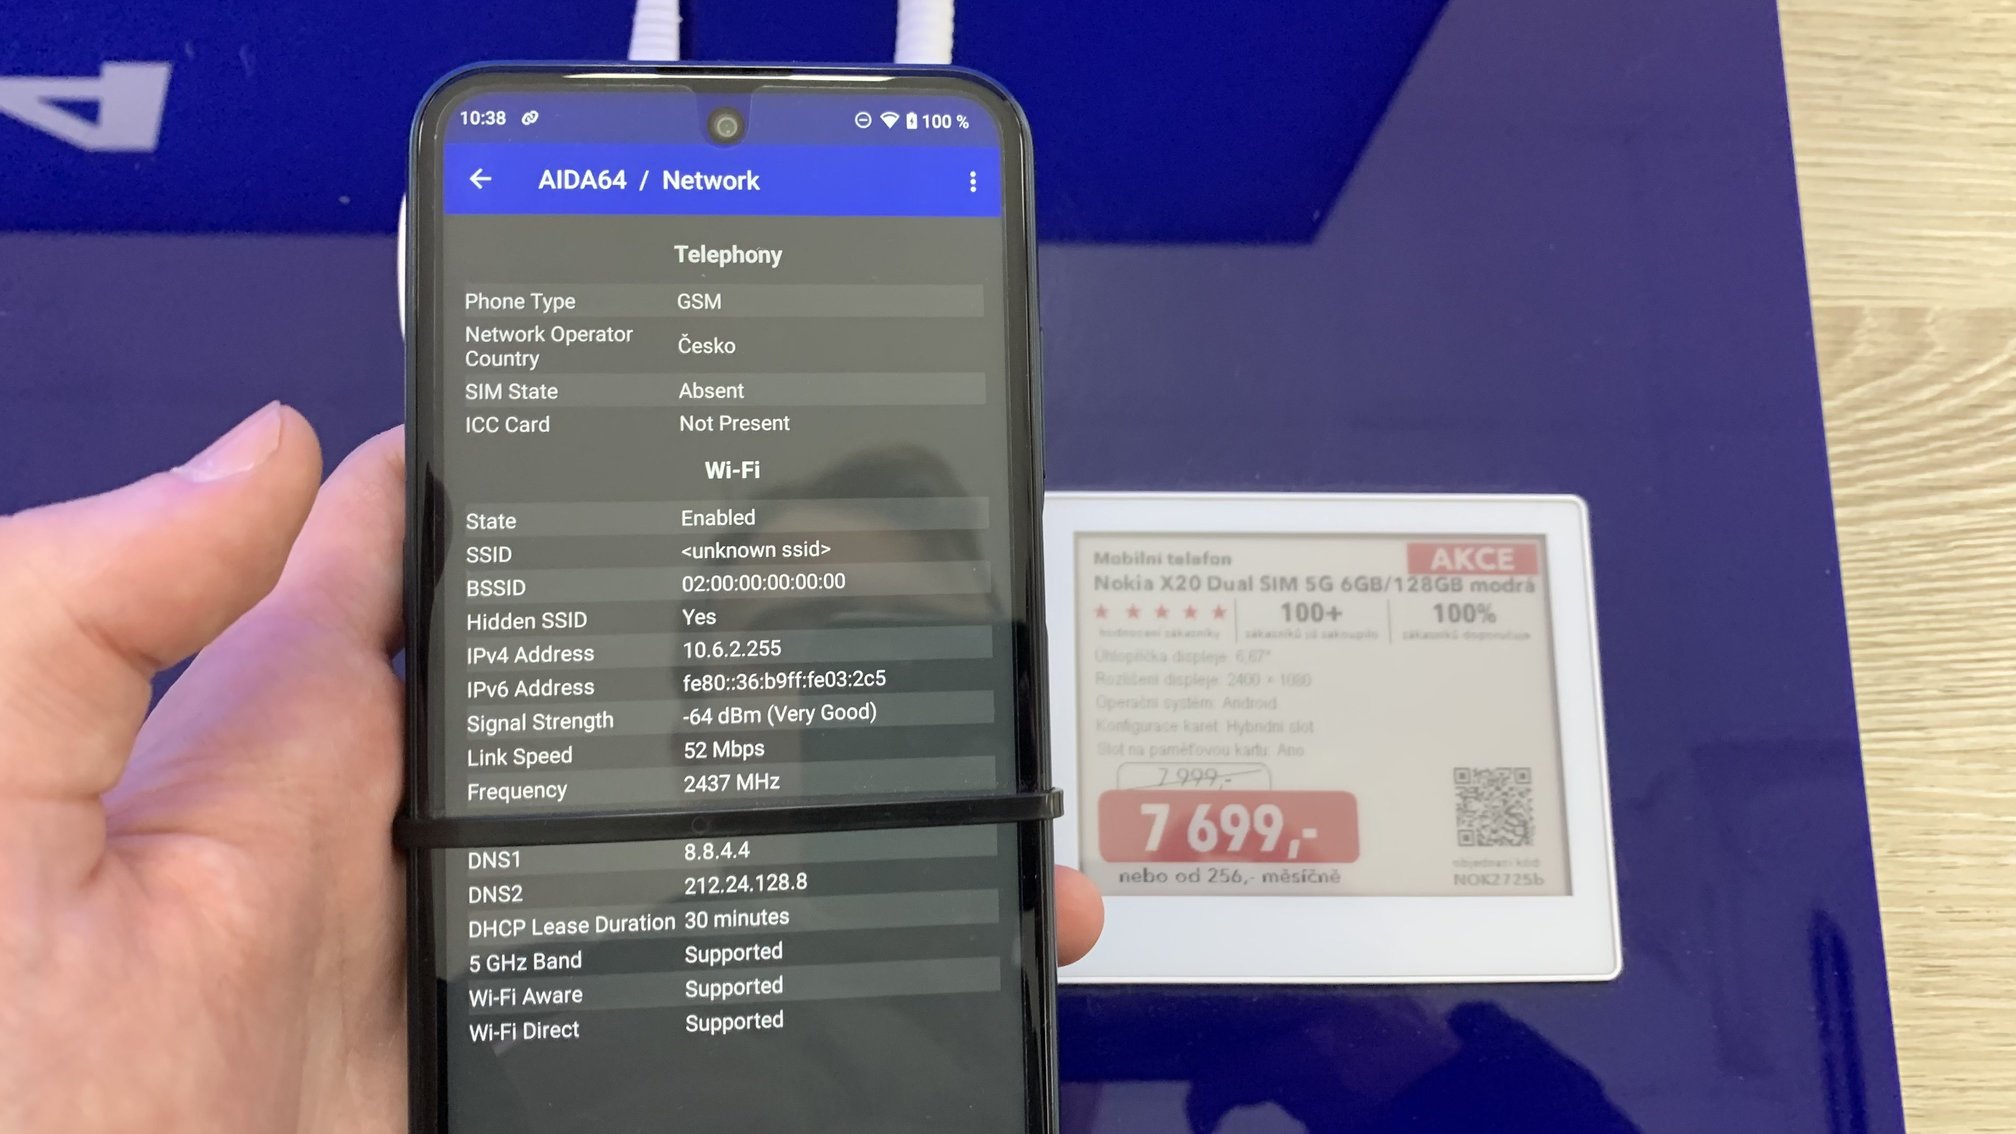 10:38 100 %
AIDA64 / Network
Telephony
Phone Type GSM
Network Operator Country Česko
SIM State Absent
ICC Card Not Present
Wi-Fi
State Enabled
SSID <unknown ssid>
BSSID 02:00:00:00:00:00
Hidden SSID Yes
IPv4 Address 10.6.2.255
IPv6 Address fe80::36:b9ff:fe03:2c5
Signal Strength -64 dBm (Very Good)
Link Speed 52 Mbps
Frequency 2437 MHz
DNS1 8.8.4.4
DNS2 212.24.128.8
DHCP Lease Duration 30 minutes
5 GHz Band Supported
Wi-Fi Aware Supported
Wi-Fi Direct Supported
Mobilní telefon AKCE
Nokia X20 Dual SIM 5G 6GB/128GB modrá
100+ 100%
hodnocení zákazníky zákazníků již zakoupilo zákazníků doporučuje
Úhlopříčka displeje: 6,67"
Rozlišení displeje: 2400 × 1080
Operační systém: Android
Konfigurace karet: Hybridní slot
Slot na paměťovou kartu: Ano
7 999,-
7 699,-
nebo od 256,- měsíčně
objednací kód
NOK2725b